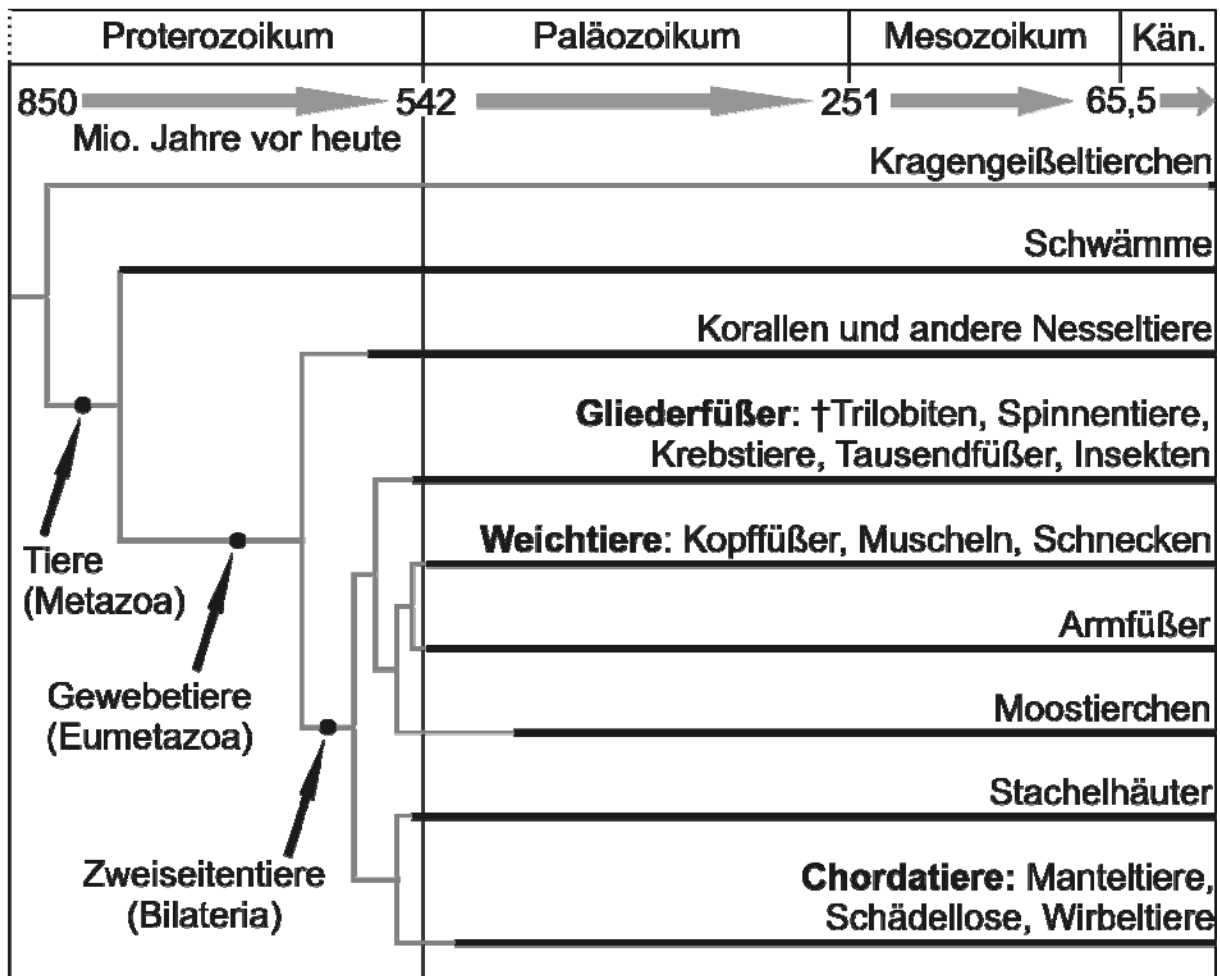 Proterozoikum Paläozoikum Mesozoikum Kän.
850 542 251 65,5
Mio. Jahre vor heute
Kragengeißeltierchen
Schwämme
Korallen und andere Nesseltiere
Gliederfüßer: †Trilobiten, Spinnentiere,
Krebstiere, Tausendfüßer, Insekten
Weichtiere: Kopffüßer, Muscheln, Schnecken
Tiere
(Metazoa)
Armfüßer
Gewebetiere
(Eumetazoa)
Moostierchen
Stachelhäuter
Zweiseitentiere
(Bilateria)
Chordatiere: Manteltiere,
Schädellose, Wirbeltiere